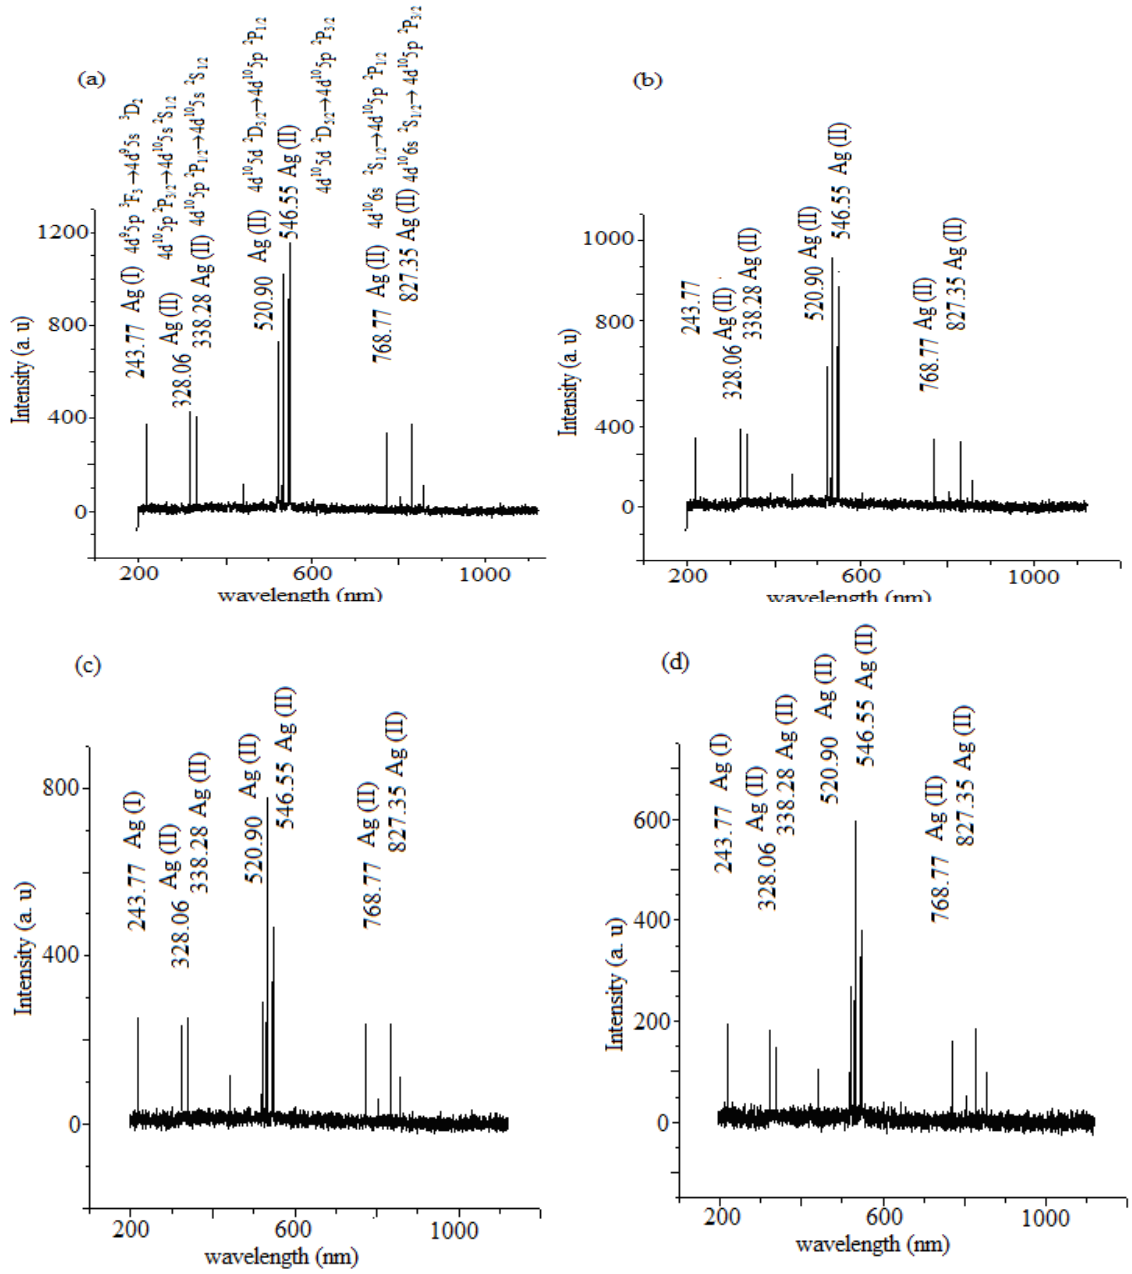 (a)
243.77 Ag (I) 4d⁹5p ³F₃→4d⁹5s ³D₂
328.06 Ag (II) 4d¹⁰5p ²P₃/₂→4d¹⁰5s ²S₁/₂
338.28 Ag (II) 4d¹⁰5p ²P₁/₂→4d¹⁰5s ²S₁/₂
520.90 Ag (II) 4d¹⁰5d ²D₃/₂→4d¹⁰5p ²P₁/₂
546.55 Ag (II)
4d¹⁰5d ²D₅/₂→4d¹⁰5p ²P₃/₂
768.77 Ag (II) 4d¹⁰6s ²S₁/₂→4d¹⁰5p ²P₁/₂
827.35 Ag (II) 4d¹⁰6s ²S₁/₂→4d¹⁰5p ²P₃/₂
Intensity (a. u)
1200
800
400
0
200 600 1000
wavelength (nm)
(b)
243.77
328.06 Ag (II)
338.28 Ag (II)
520.90 Ag (II)
546.55 Ag (II)
768.77 Ag (II)
827.35 Ag (II)
Intensity (a. u)
1000
800
400
0
200 600 1000
wavelength (nm)
(c)
243.77 Ag (I)
328.06 Ag (II)
338.28 Ag (II)
520.90 Ag (II)
546.55 Ag (II)
768.77 Ag (II)
827.35 Ag (II)
Intensity (a. u)
800
400
0
200 600 1000
wavelength (nm)
(d)
243.77 Ag (I)
328.06 Ag (II)
338.28 Ag (II)
520.90 Ag (II)
546.55 Ag (II)
768.77 Ag (II)
827.35 Ag (II)
Intensity (a. u)
600
400
200
0
200 600 1000
wavelength (nm)